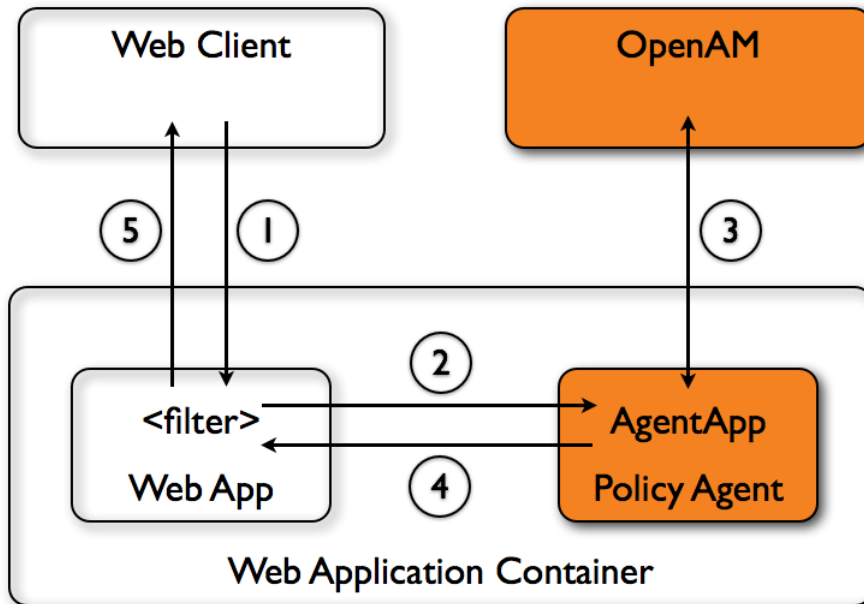 Web Client
OpenAM
5
1
3
2
<filter>
AgentApp
Web App
4
Policy Agent
Web Application Container